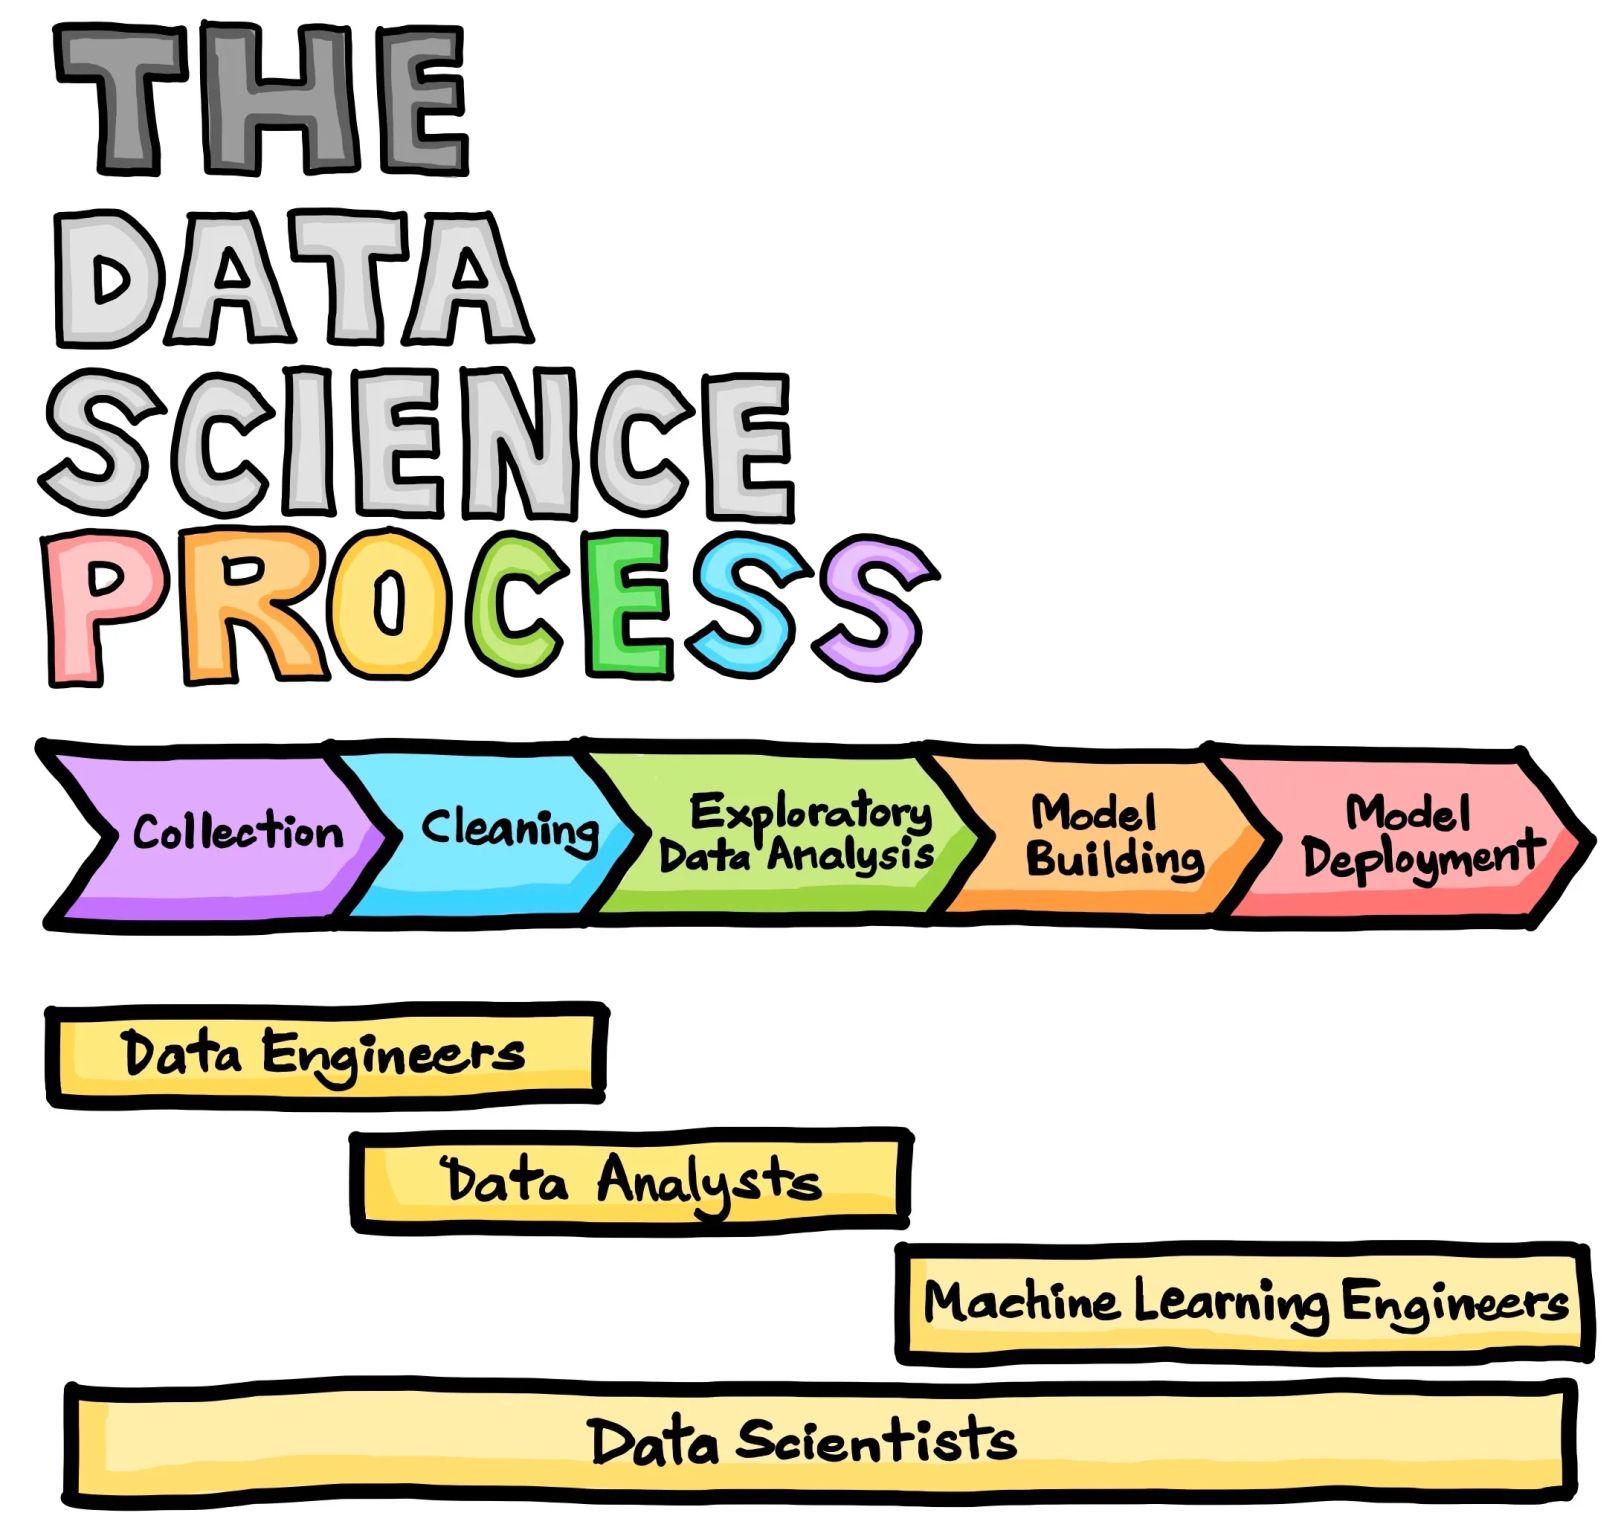 THE
DATA
SCIENCE
PROCESS
Collection
Cleaning
Exploratory
Data Analysis
Model
Building
Model
Deployment
Data Engineers
Data Analysts
Machine Learning Engineers
Data Scientists